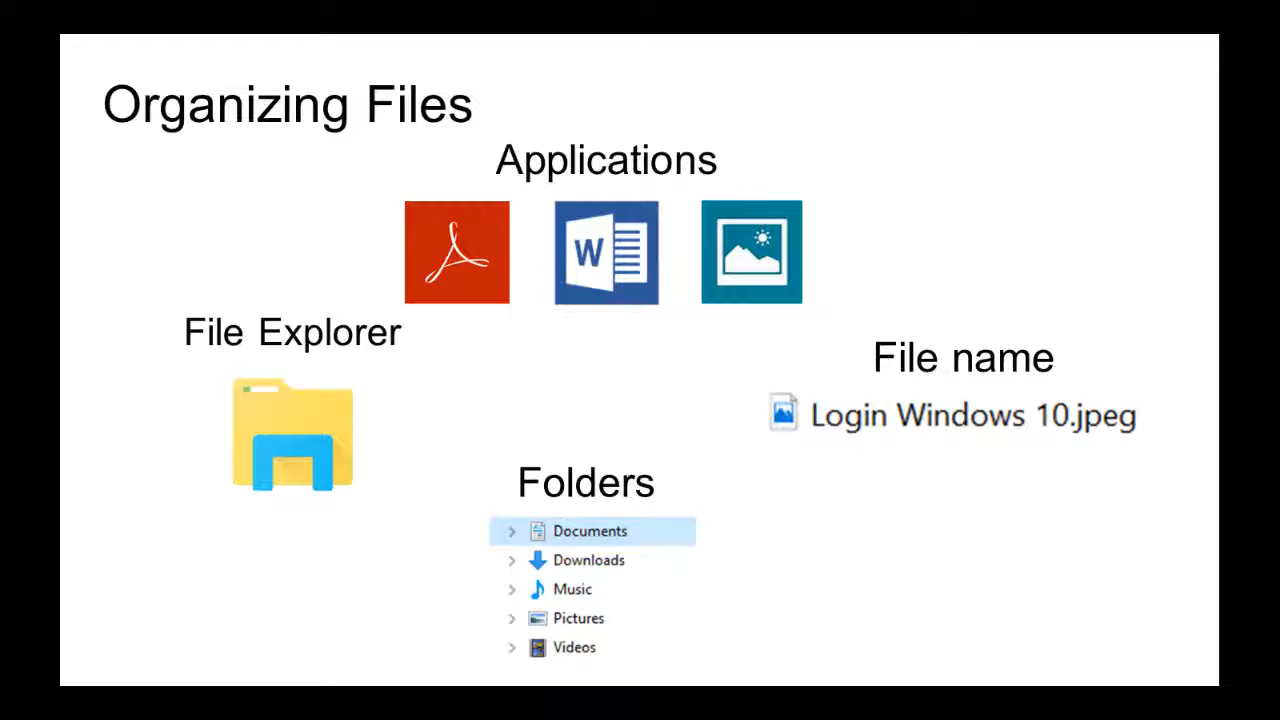 Organizing Files
Applications
W
File Explorer
File name
Login Windows 10.jpeg
Folders
Documents
Downloads
Music
Pictures
Videos